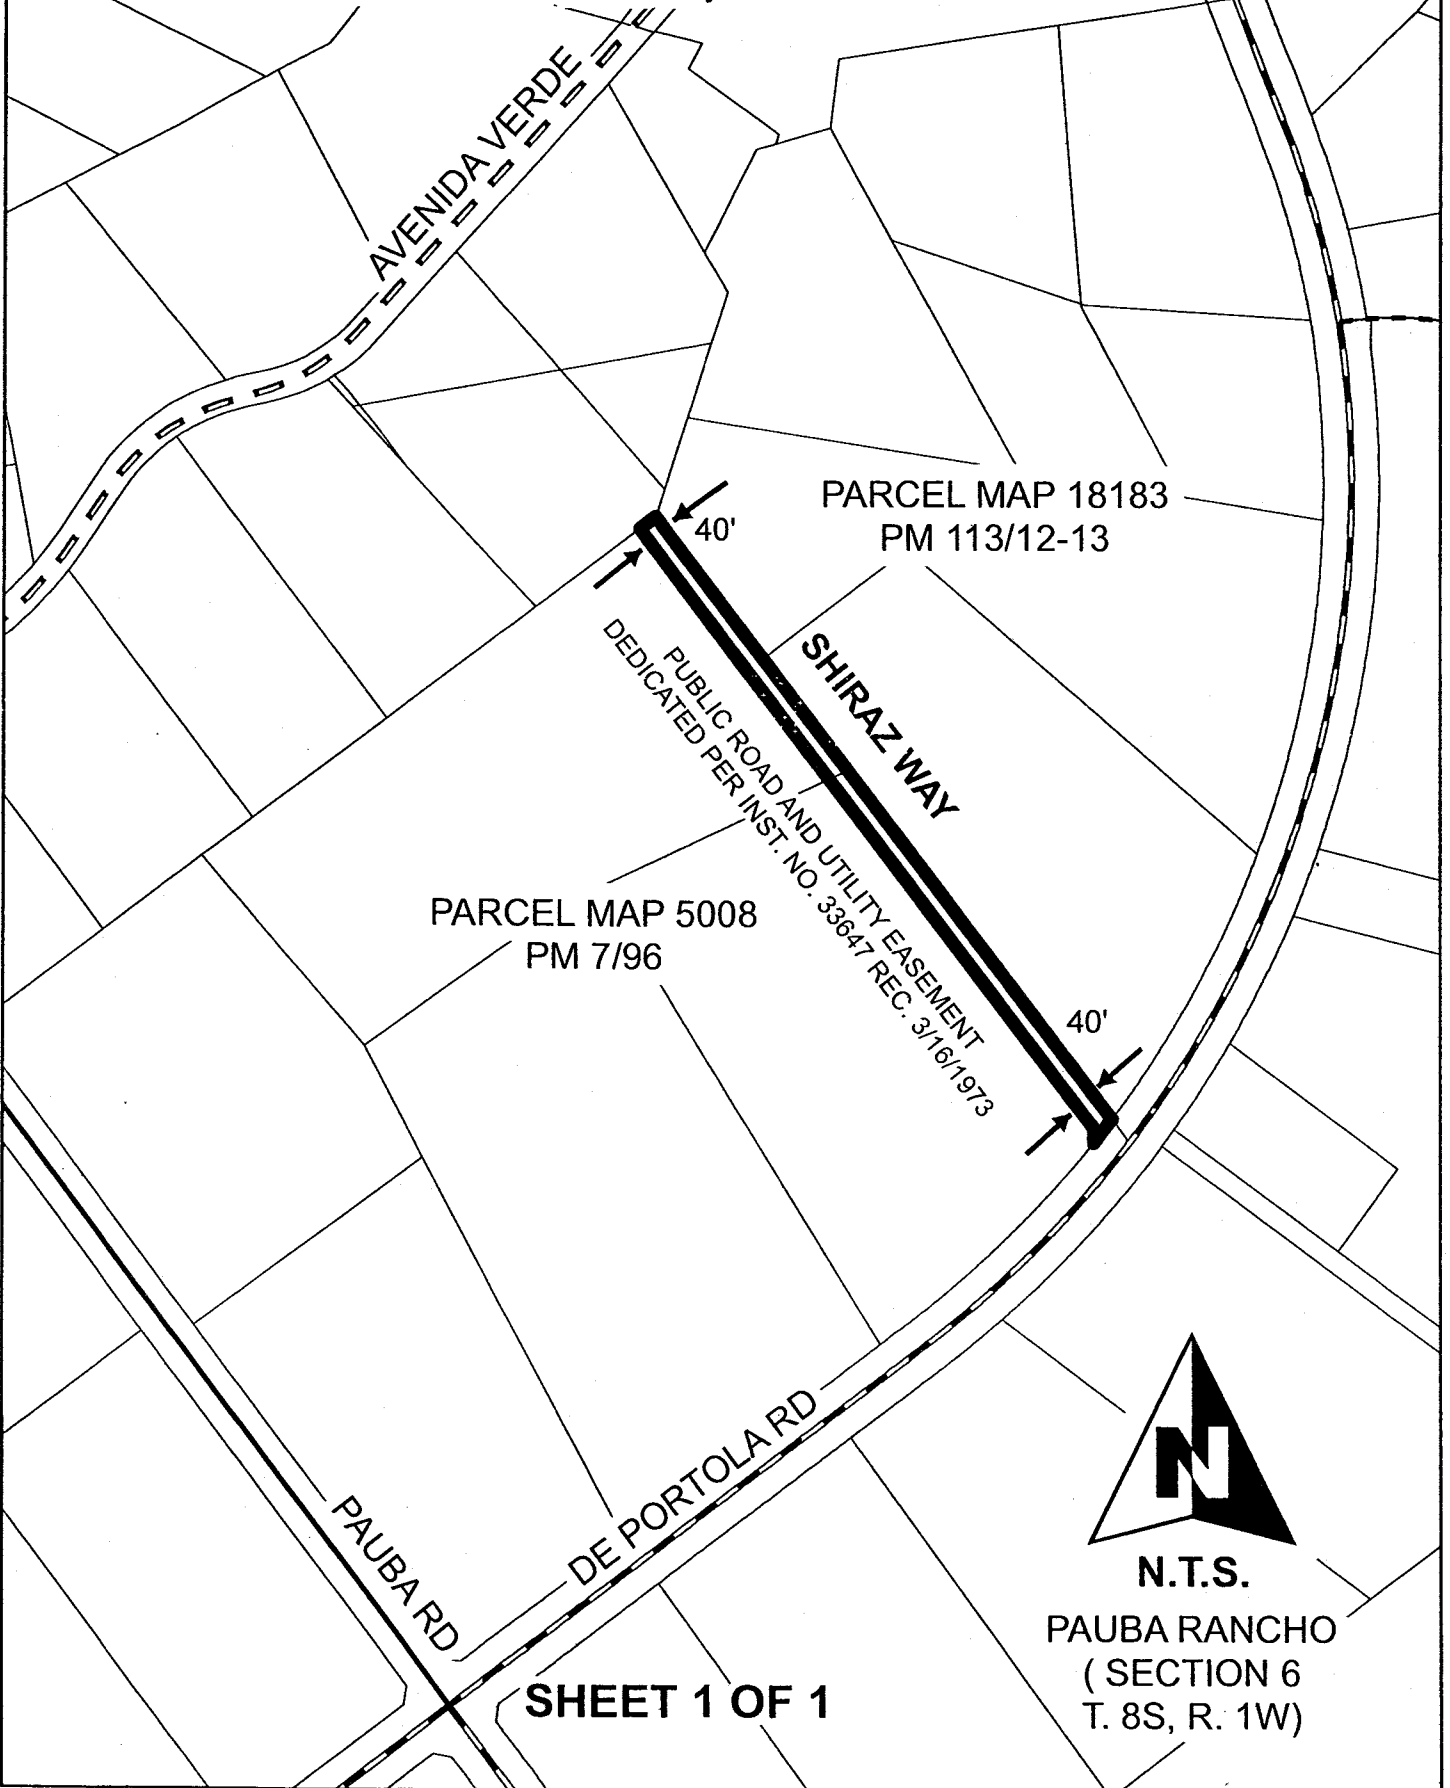 AVENIDA VERDE
PARCEL MAP 18183
PM 113/12-13
40'
SHIRAZ WAY
PUBLIC ROAD AND UTILITY EASEMENT
DEDICATED PER INST. NO. 33647 REC. 3/16/1973
PARCEL MAP 5008
PM 7/96
40'
DE PORTOLA RD
PAUBA RD
N
N.T.S.
PAUBA RANCHO
( SECTION 6
T. 8S, R. 1W)
SHEET 1 OF 1